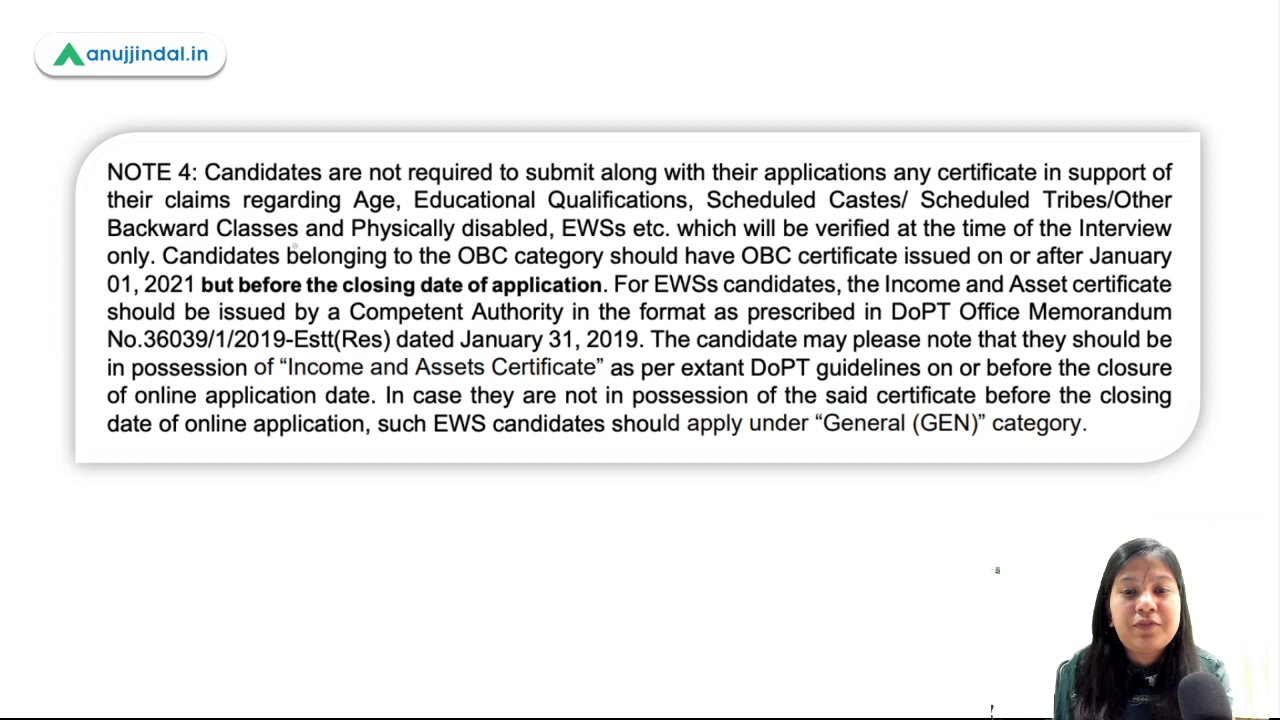 anujjindal.in
NOTE 4: Candidates are not required to submit along with their applications any certificate in support of
their claims regarding Age, Educational Qualifications, Scheduled Castes/ Scheduled Tribes/Other
Backward Classes and Physically disabled, EWSs etc. which will be verified at the time of the Interview
only. Candidates belonging to the OBC category should have OBC certificate issued on or after January
01, 2021 but before the closing date of application. For EWSs candidates, the Income and Asset certificate
should be issued by a Competent Authority in the format as prescribed in DoPT Office Memorandum
No.36039/1/2019-Estt(Res) dated January 31, 2019. The candidate may please note that they should be
in possession of “Income and Assets Certificate” as per extant DoPT guidelines on or before the closure
of online application date. In case they are not in possession of the said certificate before the closing
date of online application, such EWS candidates should apply under “General (GEN)” category.